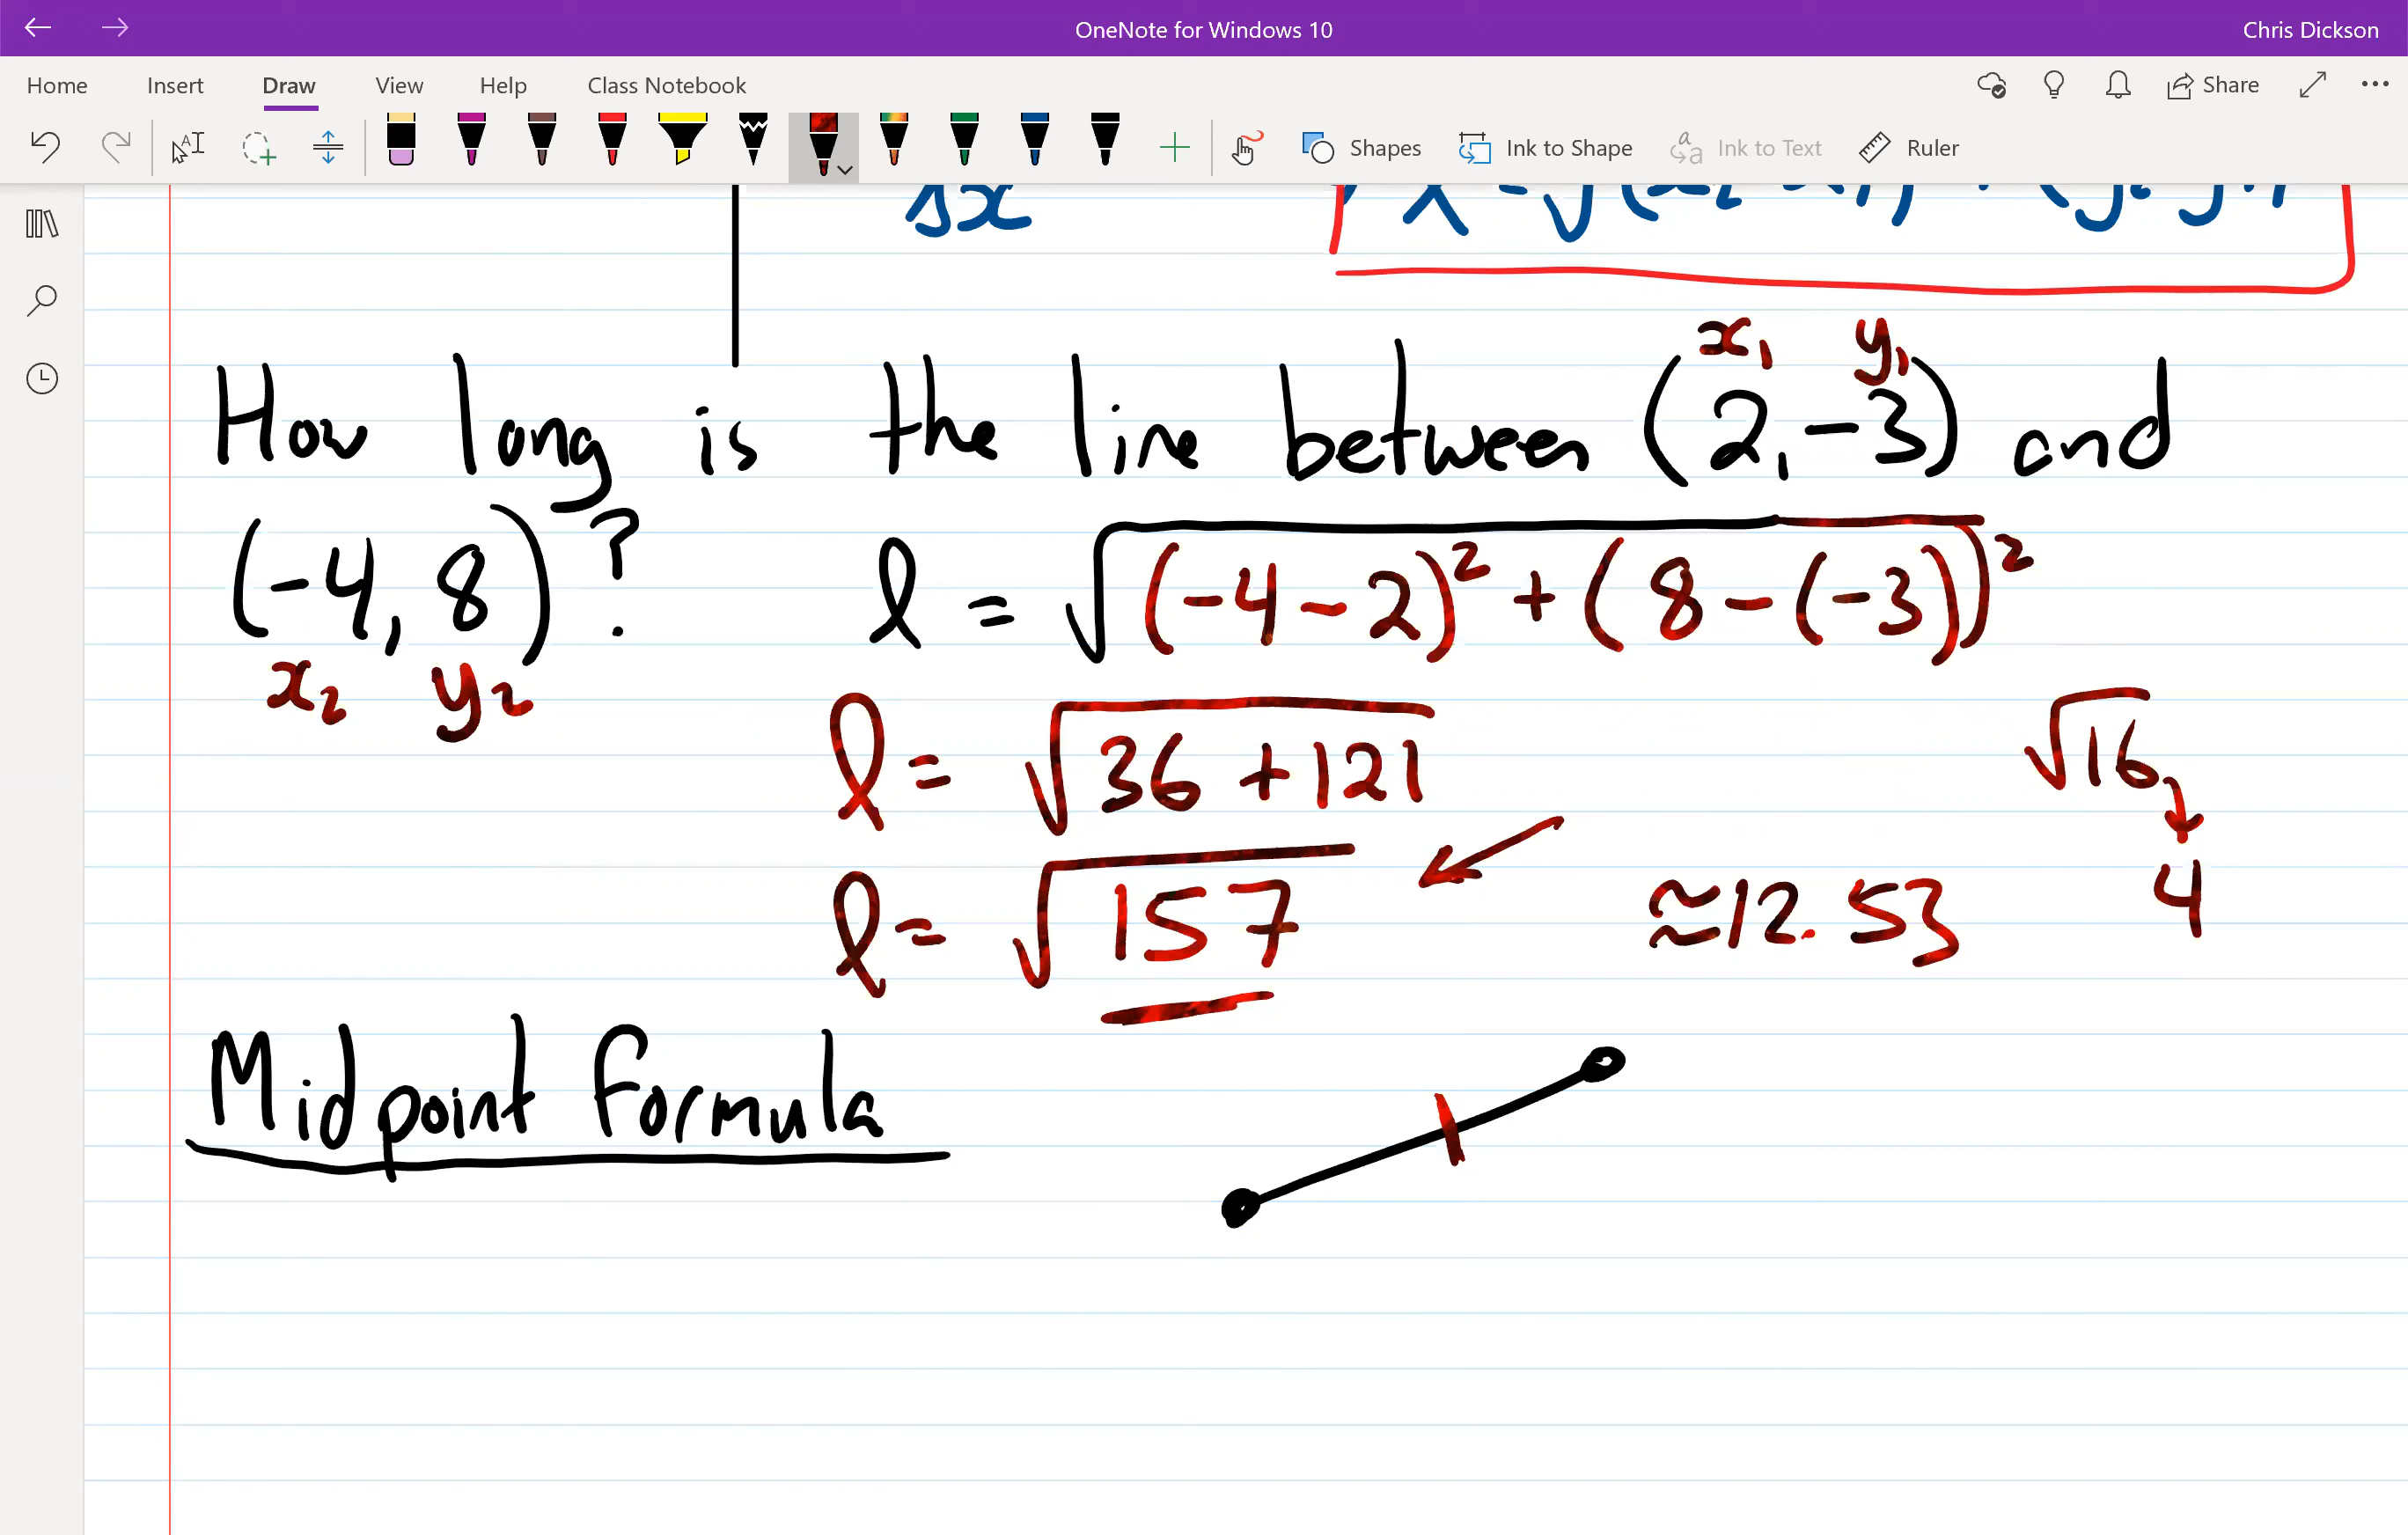 OneNote for Windows 10
Chris Dickson
Home Insert Draw View Help Class Notebook Share
Shapes Ink to Shape Ink to Text Ruler
x₁ y₁
How long is the line between (2,-3) and
(-4, 8)? l = √((-4-2)² + (8-(-3))²)
x₂ y₂
l = √(36+121)
√16
l = √157 ≈12.53
4
Midpoint Formula